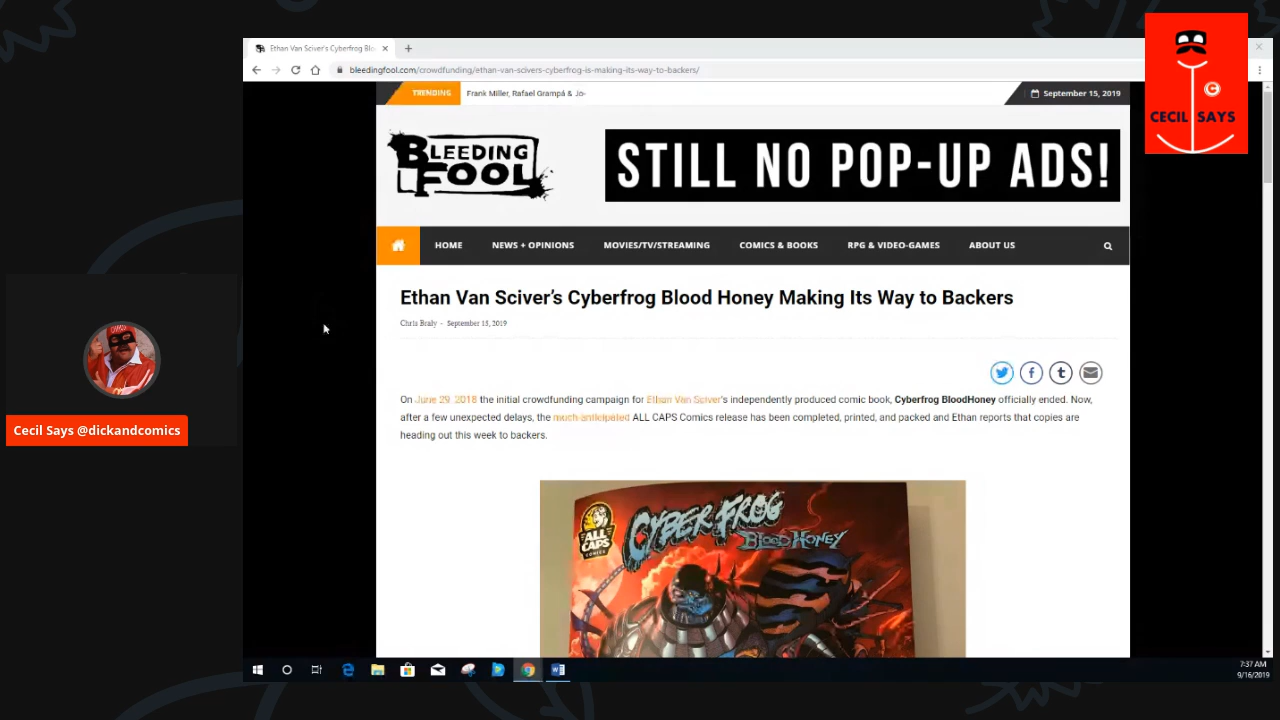 Ethan Van Sciver's Cyberfrog Blo
bleedingfool.com/crowdfunding/ethan-van-scivers-cyberfrog-is-making-its-way-to-backers/
TRENDING
Frank Miller, Rafael Grampá & Jo-
September 15, 2019
CECIL SAYS
C
BLEEDING
FOOL
STILL NO POP-UP ADS!
HOME
NEWS + OPINIONS
MOVIES/TV/STREAMING
COMICS & BOOKS
RPG & VIDEO-GAMES
ABOUT US
Ethan Van Sciver's Cyberfrog Blood Honey Making Its Way to Backers
Chris Braly - September 15, 2019
On June 29, 2018 the initial crowdfunding campaign for Ethan Van Sciver's independently produced comic book, Cyberfrog BloodHoney officially ended. Now,
after a few unexpected delays, the much-anticipated ALL CAPS Comics release has been completed, printed, and packed and Ethan reports that copies are
heading out this week to backers.
ALL
CAPS
COMICS
CYBER FROG
BLOOD HONEY
Cecil Says @dickandcomics
7:37 AM
9/16/2019